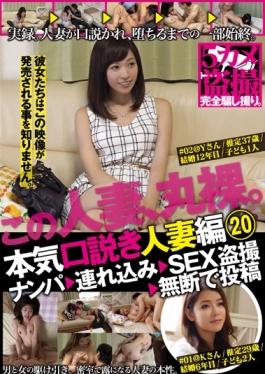 実録。人妻が口説かれ、堕ちるまでの一部始終。
5カメ
盗撮
完全騙し撮り。
彼女たちはこの映像が
発売される事を知りません。
#02@Yさん/推定37歳/
結婚12年目/子ども1人
この人妻、丸裸。
本気口説き人妻編 20
ナンパ▶連れ込み▶SEX盗撮
▶無断で投稿
#01@Kさん/推定29歳/
結婚6年目/子ども2人
男と女の駆け引き、密室で露になる人妻の本性。